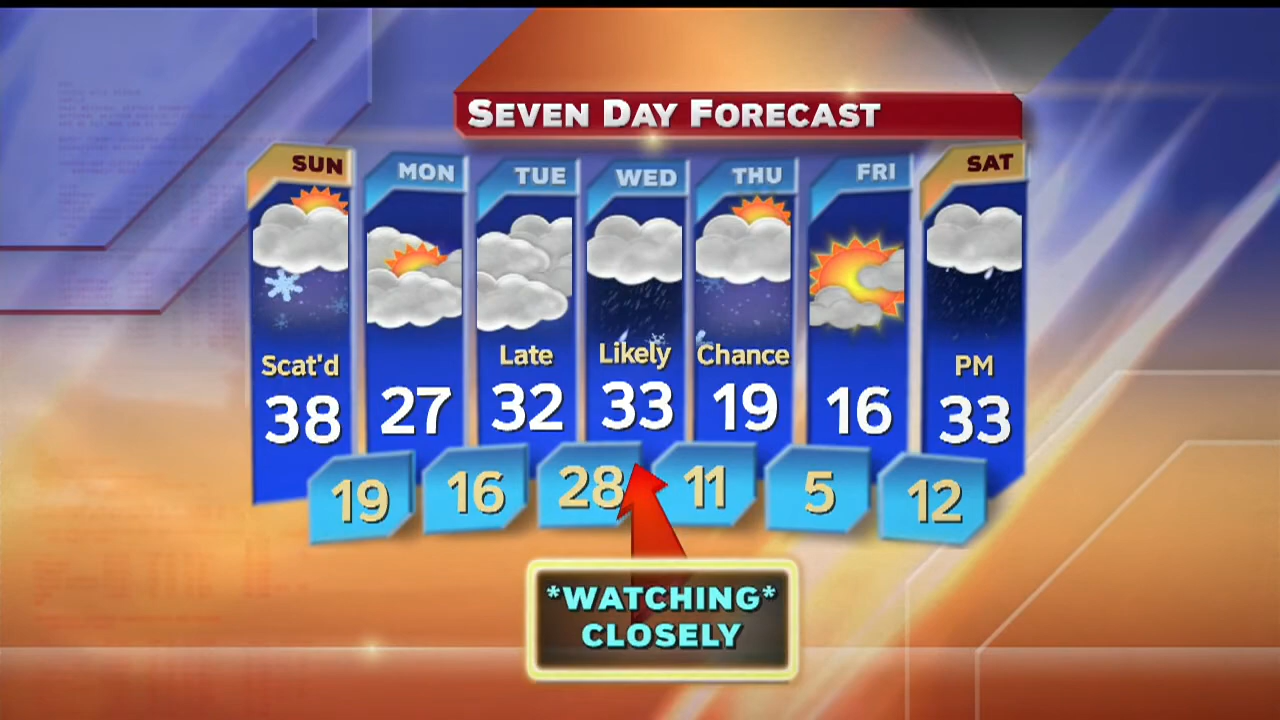 SEVEN DAY FORECAST
SUN MON TUE WED THU FRI SAT
Scat'd Late Likely Chance PM
38 27 32 33 19 16 33
19 16 28 11 5 12
*WATCHING*
CLOSELY